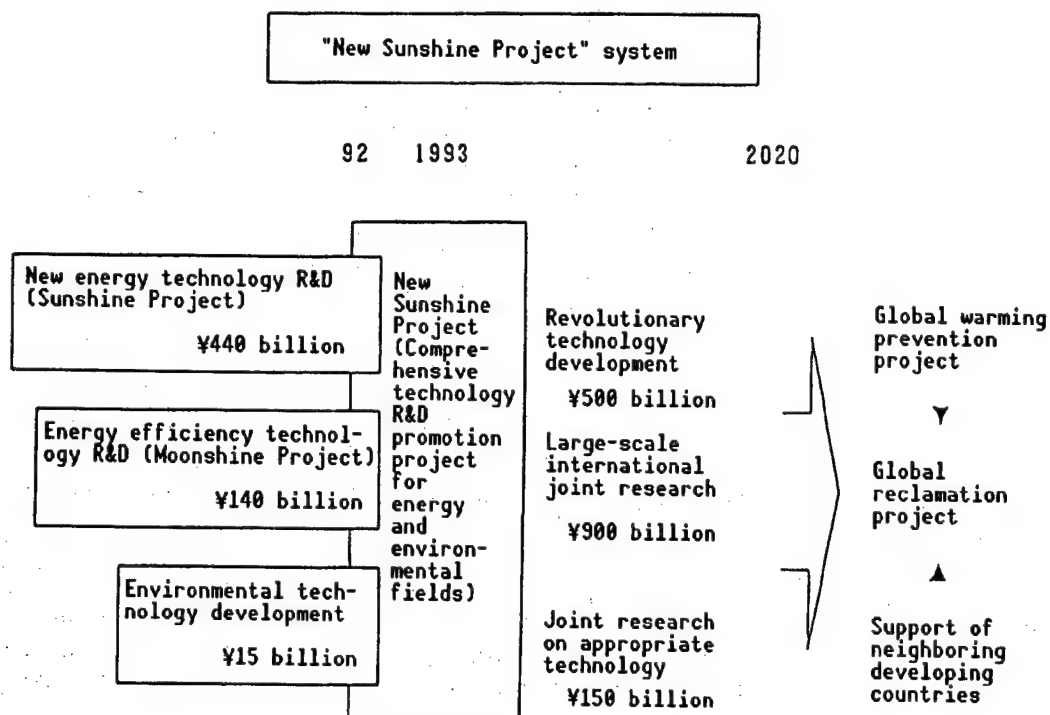 "New Sunshine Project" system
92 1993 2020
New energy technology R&D
(Sunshine Project)
¥440 billion
Energy efficiency technol-
ogy R&D (Moonshine Project)
¥140 billion
Environmental tech-
nology development
¥15 billion
New
Sunshine
Project
(Compre-
hensive
technology
R&D
promotion
project
for
energy
and
environ-
mental
fields)
Revolutionary
technology
development
¥500 billion
Large-scale
international
joint research
¥900 billion
Joint research
on appropriate
technology
¥150 billion
Global warming
prevention
project
Global
reclamation
project
Support of
neighboring
developing
countries